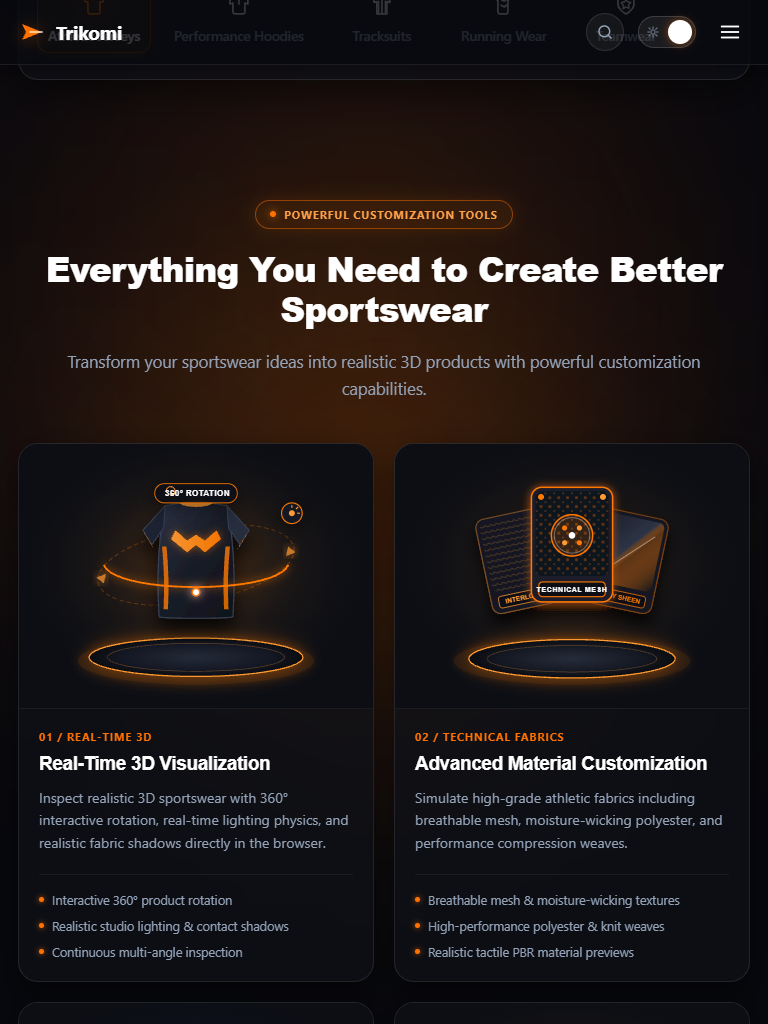 Trikomi
Performance Hoodies
Tracksuits
Running Wear
POWERFUL CUSTOMIZATION TOOLS
Everything You Need to Create Better
Sportswear
Transform your sportswear ideas into realistic 3D products with powerful customization
capabilities.
360° ROTATION
TECHNICAL MESH
SHEEN
01 / REAL-TIME 3D
Real-Time 3D Visualization
Inspect realistic 3D sportswear with 360°
interactive rotation, real-time lighting physics, and
realistic fabric shadows directly in the browser.
Interactive 360° product rotation
Realistic studio lighting & contact shadows
Continuous multi-angle inspection
02 / TECHNICAL FABRICS
Advanced Material Customization
Simulate high-grade athletic fabrics including
breathable mesh, moisture-wicking polyester, and
performance compression weaves.
Breathable mesh & moisture-wicking textures
High-performance polyester & knit weaves
Realistic tactile PBR material previews